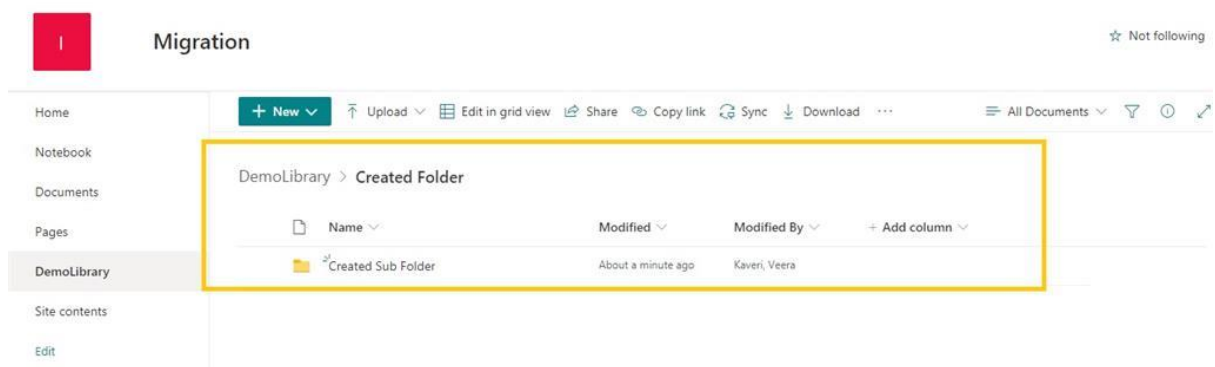 I
Migration
Not following
Home
Notebook
Documents
Pages
DemoLibrary
Site contents
Edit
+ New Upload Edit in grid view Share Copy link Sync Download ... All Documents
DemoLibrary > Created Folder
Name Modified Modified By + Add column
Created Sub Folder About a minute ago Kaveri, Veera